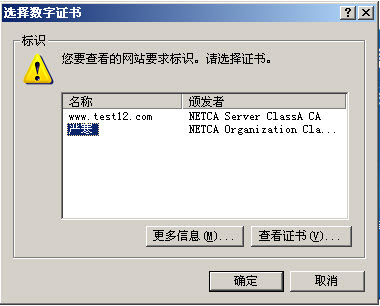 选择数字证书
标识
您要查看的网站要求标识。请选择证书。
名称 颁发者
www.test12.com NETCA Server ClassA CA
严寒 NETCA Organization Cla...
更多信息(M)... 查看证书(V)...
确定 取消